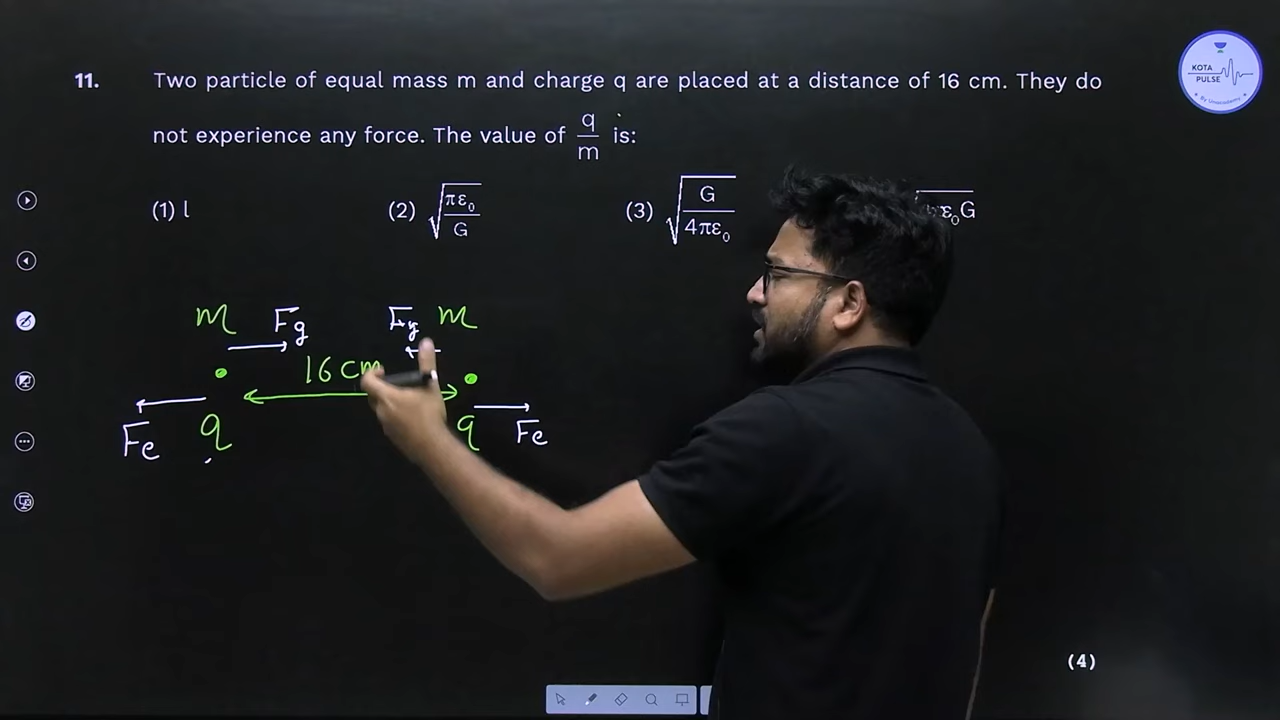 11. Two particle of equal mass m and charge q are placed at a distance of 16 cm. They do
not experience any force. The value of q/m is:
(1) l (2) √(πε₀/G) (3) √(G/4πε₀) ε₀G
m Fg Fg m
16 cm
Fe q q Fe
(4)
KOTA
PULSE
By Unacademy